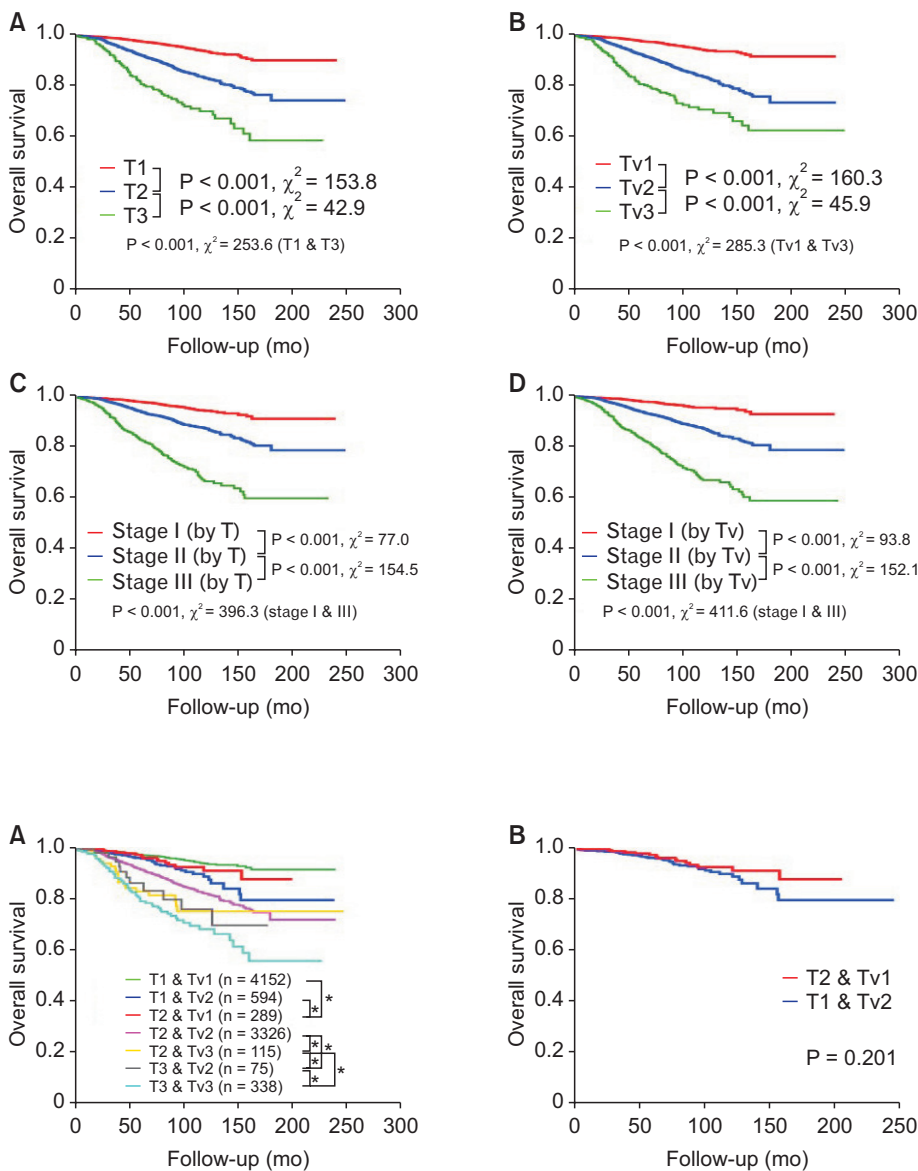 A
Overall survival
1.0
0.8
0.6
0.4
0.2
0
T1
T2
T3
P < 0.001, χ² = 153.8
P < 0.001, χ² = 42.9
P < 0.001, χ² = 253.6 (T1 & T3)
0 50 100 150 200 250 300
Follow-up (mo)
B
Overall survival
1.0
0.8
0.6
0.4
0.2
0
Tv1
Tv2
Tv3
P < 0.001, χ² = 160.3
P < 0.001, χ² = 45.9
P < 0.001, χ² = 285.3 (Tv1 & Tv3)
0 50 100 150 200 250 300
Follow-up (mo)
C
Overall survival
1.0
0.8
0.6
0.4
0.2
0
Stage I (by T)
Stage II (by T)
Stage III (by T)
P < 0.001, χ² = 77.0
P < 0.001, χ² = 154.5
P < 0.001, χ² = 396.3 (stage I & III)
0 50 100 150 200 250 300
Follow-up (mo)
D
Overall survival
1.0
0.8
0.6
0.4
0.2
0
Stage I (by Tv)
Stage II (by Tv)
Stage III (by Tv)
P < 0.001, χ² = 93.8
P < 0.001, χ² = 152.1
P < 0.001, χ² = 411.6 (stage I & III)
0 50 100 150 200 250 300
Follow-up (mo)
A
Overall survival
1.0
0.8
0.6
0.4
0.2
0
T1 & Tv1 (n = 4152)
T1 & Tv2 (n = 594)
T2 & Tv1 (n = 289)
T2 & Tv2 (n = 3326)
T2 & Tv3 (n = 115)
T3 & Tv2 (n = 75)
T3 & Tv3 (n = 338)
* * * * * * *
0 50 100 150 200 250 300
Follow-up (mo)
B
Overall survival
1.0
0.8
0.6
0.4
0.2
0
T2 & Tv1
T1 & Tv2
P = 0.201
0 50 100 150 200 250
Follow-up (mo)